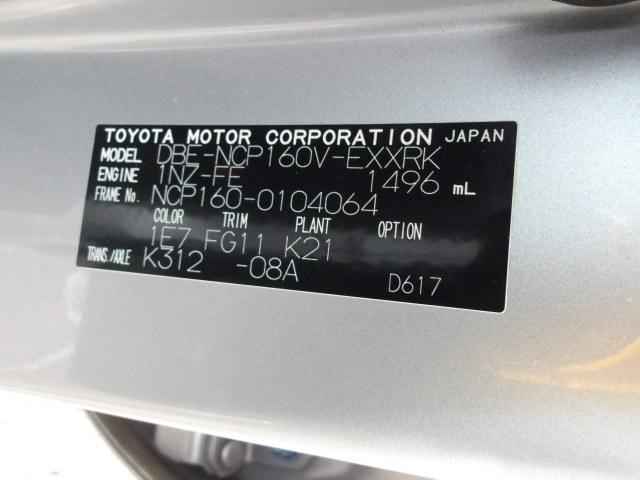 TOYOTA MOTOR CORPORATION JAPAN
MODEL DBE-NCP160V-EXXRK
ENGINE 1NZ-FE 1496 mL
FRAME No. NCP160-0104064
COLOR TRIM PLANT OPTION
1E7 FG11 K21
TRANS./AXLE K312 -08A
D617